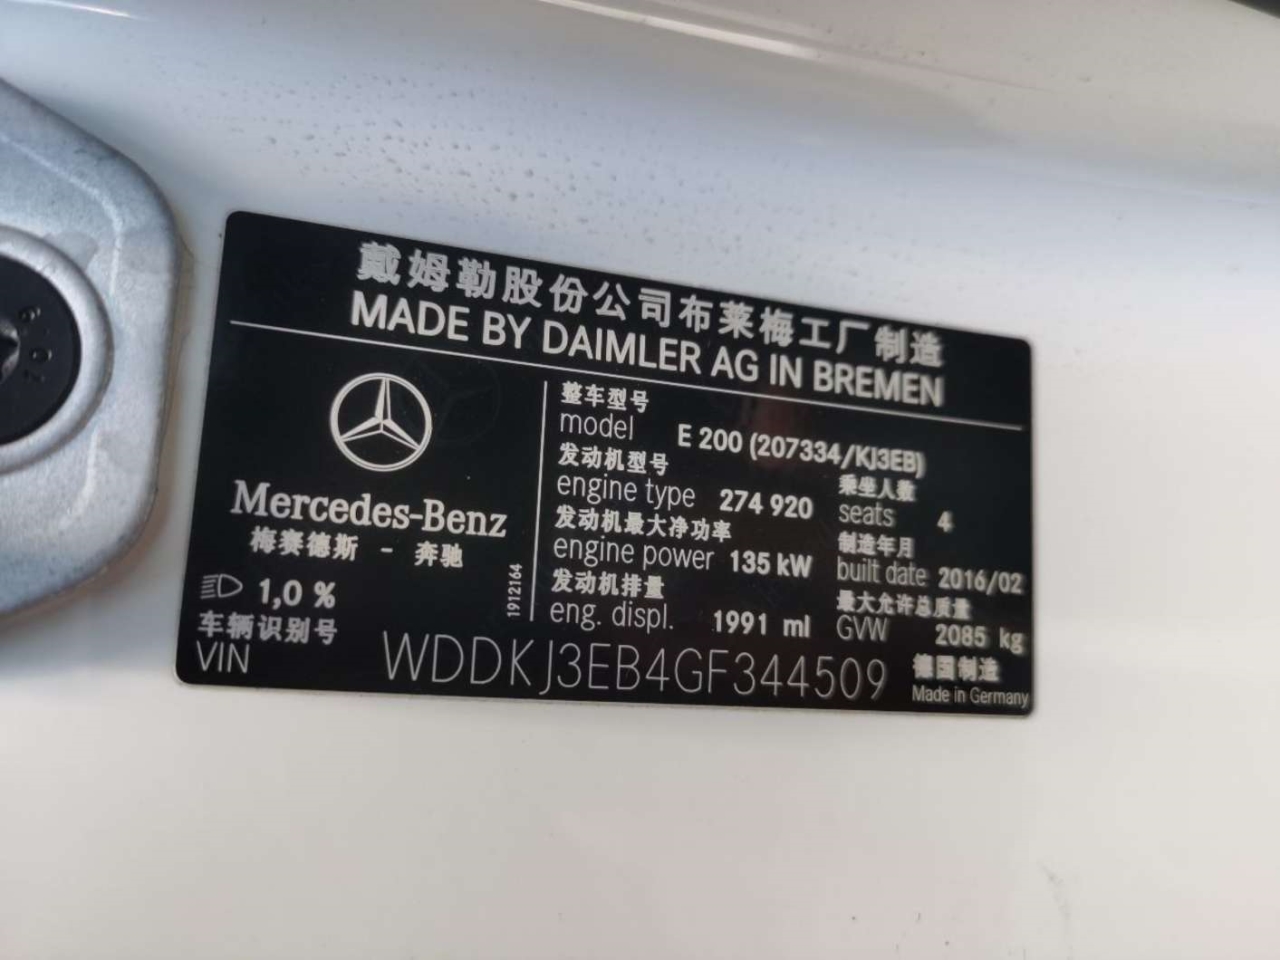 戴姆勒股份公司布莱梅工厂制造
MADE BY DAIMLER AG IN BREMEN
Mercedes-Benz
梅赛德斯 - 奔驰
1,0 %
1912164
整车型号
model E 200 (207334/KJ3EB)
发动机型号
engine type 274 920
乘坐人数
seats 4
发动机最大净功率
engine power 135 kW
制造年月
built date 2016/02
发动机排量
eng. displ. 1991 ml
最大允许总质量
GVW 2085 kg
车辆识别号
VIN WDDKJ3EB4GF344509
德国制造
Made in Germany